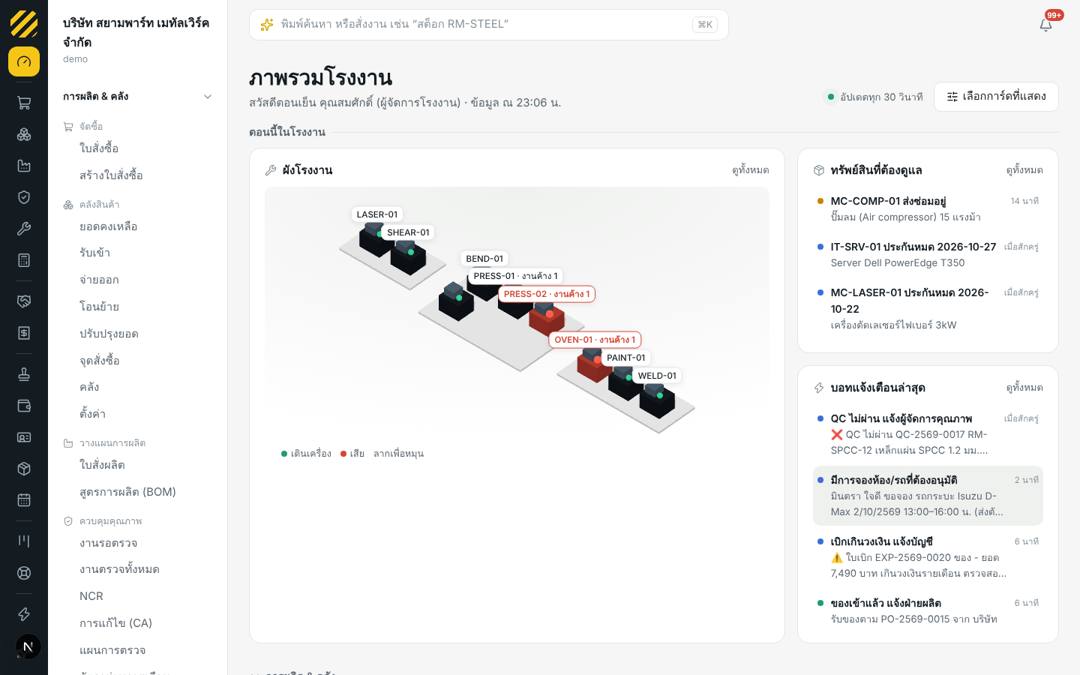 บริษัท สยามพาร์ท เมทัลเวิร์ค
จำกัด
demo
การผลิต & คลัง
จัดซื้อ
ใบสั่งซื้อ
สร้างใบสั่งซื้อ
คลังสินค้า
ยอดคงเหลือ
รับเข้า
จ่ายออก
โอนย้าย
ปรับปรุงยอด
จุดสั่งซื้อ
คลัง
ตั้งค่า
วางแผนการผลิต
ใบสั่งผลิต
สูตรการผลิต (BOM)
ควบคุมคุณภาพ
งานรอตรวจ
งานตรวจทั้งหมด
NCR
การแก้ไข (CA)
แผนการตรวจ
N
พิมพ์ค้นหา หรือสั่งงาน เช่น “สต็อก RM-STEEL”
⌘K
99+
ภาพรวมโรงงาน
สวัสดีตอนเย็น คุณสมศักดิ์ (ผู้จัดการโรงงาน) · ข้อมูล ณ 23:06 น.
อัปเดตทุก 30 วินาที
เลือกการ์ดที่แสดง
ตอนนี้ในโรงงาน
ผังโรงงาน
ดูทั้งหมด
LASER-01
SHEAR-01
BEND-01
PRESS-01 · งานค้าง 1
PRESS-02 · งานค้าง 1
OVEN-01 · งานค้าง 1
PAINT-01
WELD-01
เดินเครื่อง
เสีย
ลากเพื่อหมุน
ทรัพย์สินที่ต้องดูแล
ดูทั้งหมด
MC-COMP-01 ส่งซ่อมอยู่
14 นาที
ปั๊มลม (Air compressor) 15 แรงม้า
IT-SRV-01 ประกันหมด 2026-10-27
เมื่อสักครู่
Server Dell PowerEdge T350
MC-LASER-01 ประกันหมด 2026-
10-22
เมื่อสักครู่
เครื่องตัดเลเซอร์ไฟเบอร์ 3kW
บอทแจ้งเตือนล่าสุด
ดูทั้งหมด
QC ไม่ผ่าน แจ้งผู้จัดการคุณภาพ
เมื่อสักครู่
❌ QC ไม่ผ่าน QC-2569-0017 RM-
SPCC-12 เหล็กแผ่น SPCC 1.2 มม....
มีการจองห้อง/รถที่ต้องอนุมัติ
2 นาที
มินตรา ใจดี ขอจอง รถกระบะ Isuzu D-
Max 2/10/2569 13:00–16:00 น. (ส่งตั...
เบิกเกินวงเงิน แจ้งบัญชี
6 นาที
⚠️ ใบเบิก EXP-2569-0020 ของ - ยอด
7,490 บาท เกินวงเงินรายเดือน ตรวจสอ...
ของเข้าแล้ว แจ้งฝ่ายผลิต
6 นาที
รับของตาม PO-2569-0015 จาก บริษัท